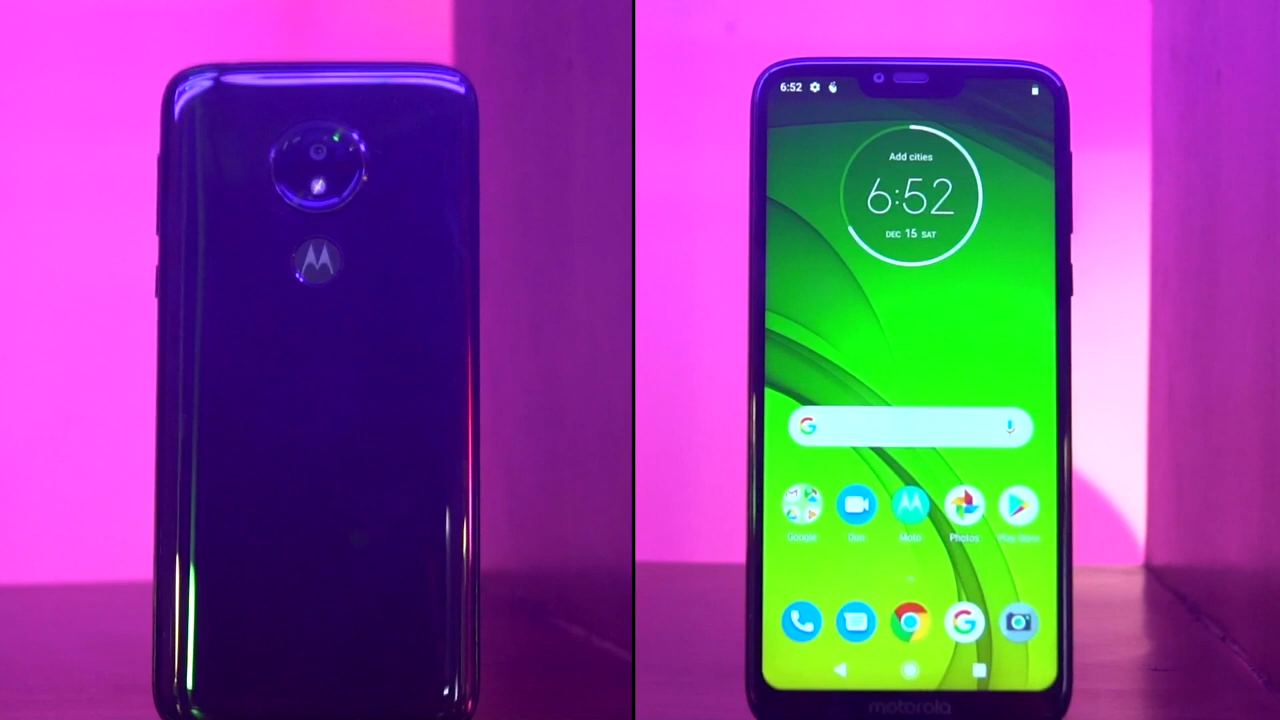 6:52
Add cities
6:52
DEC 15 SAT
Google
Duo
Moto
Photos
Play Store
motorola